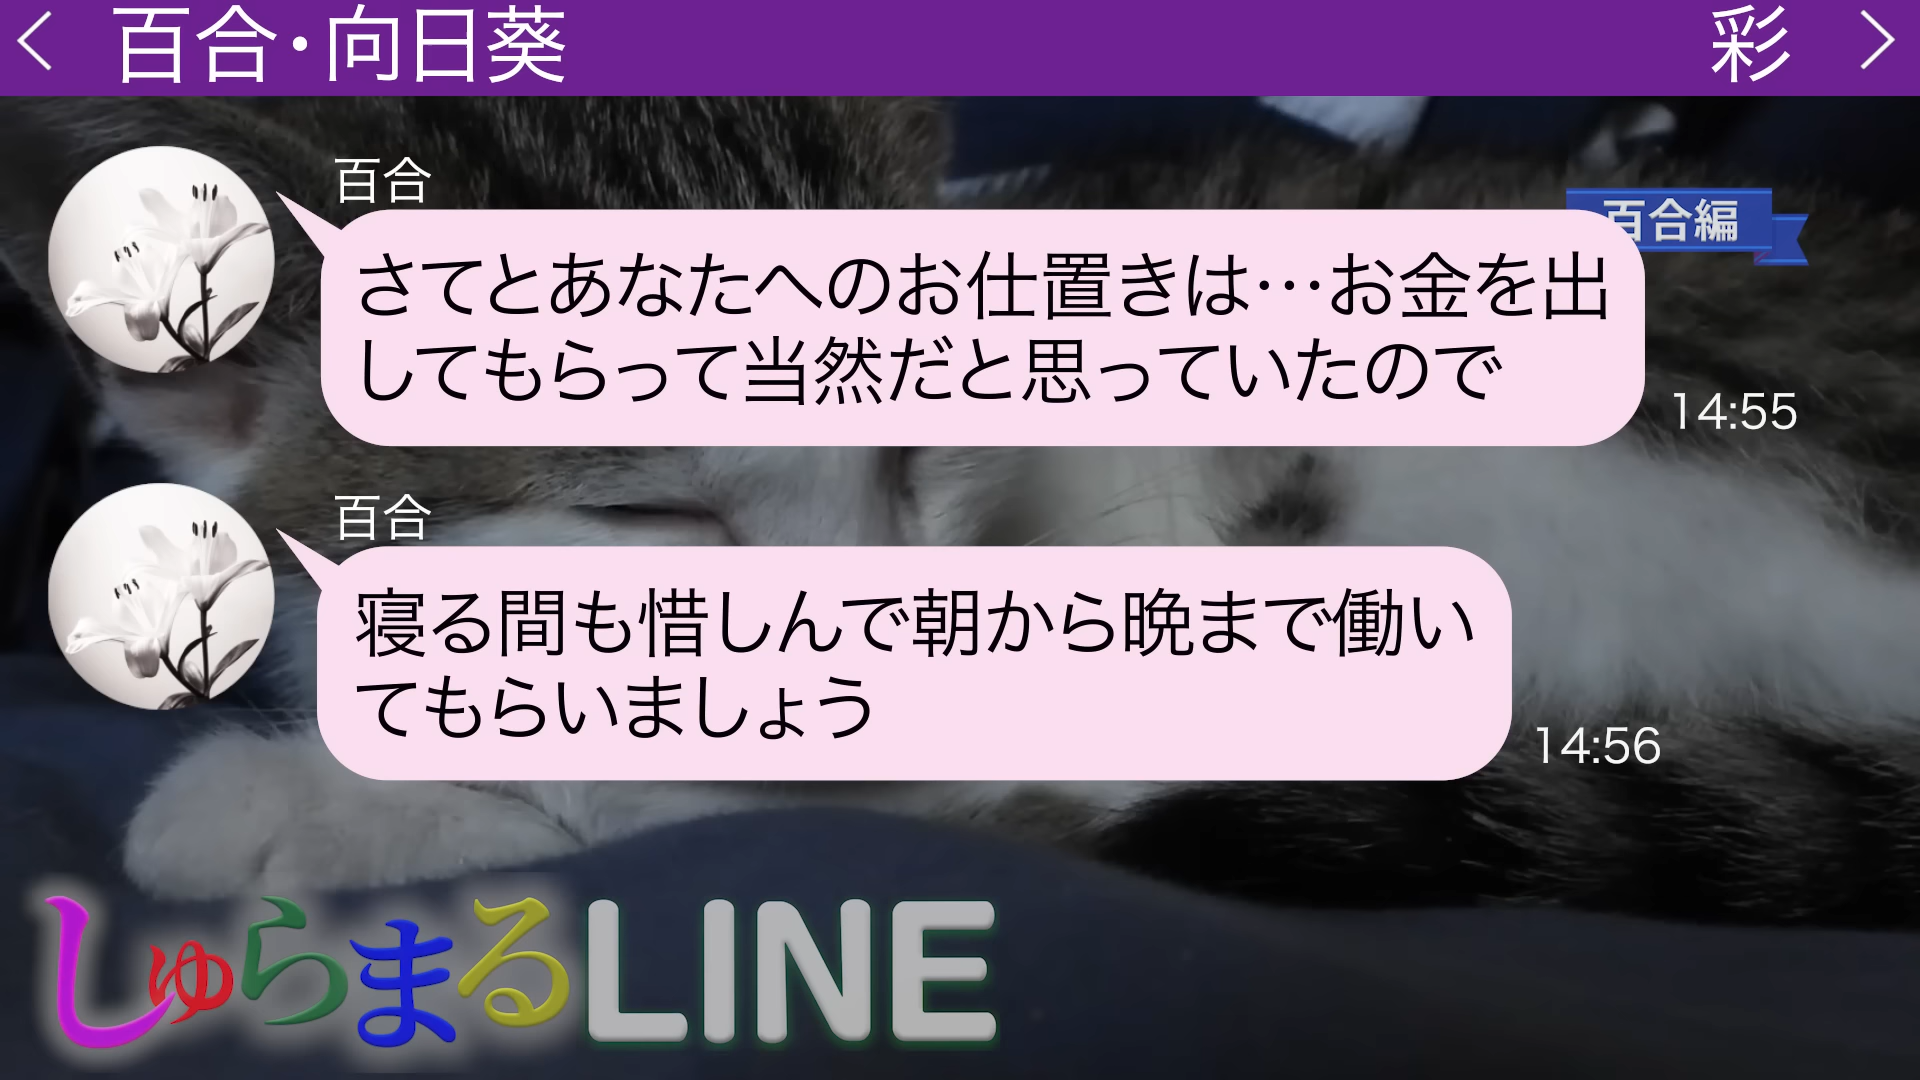 百合・向日葵
彩
百合
百合編
さてとあなたへのお仕置きは…お金を出
してもらって当然だと思っていたので
14:55
百合
寝る間も惜しんで朝から晩まで働い
てもらいましょう
14:56
しゅらまるLINE